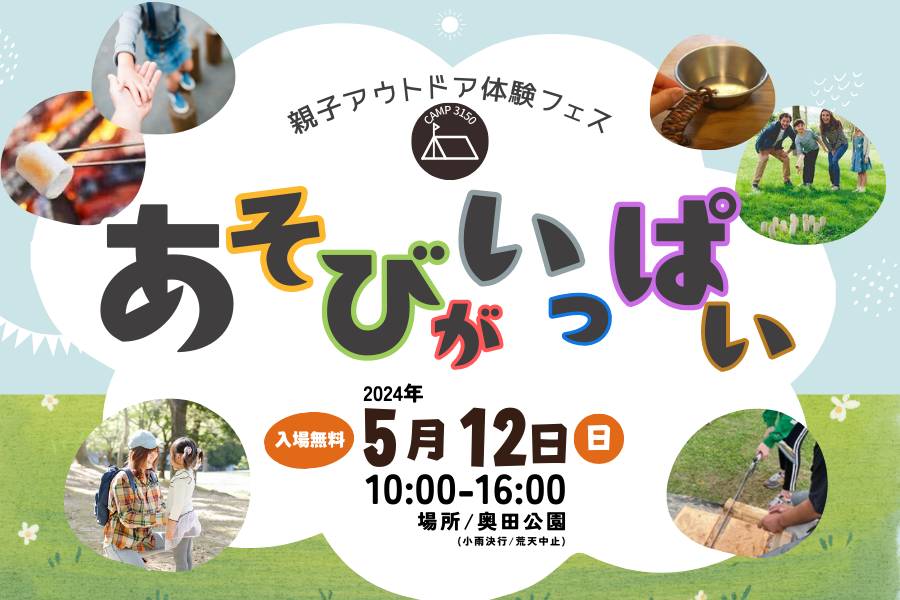 親子アウトドア体験フェス
CAMP 3150
あそびがいっぱい
2024年
入場無料
5月12日 日
10:00-16:00
場所/奥田公園
(小雨決行/荒天中止)